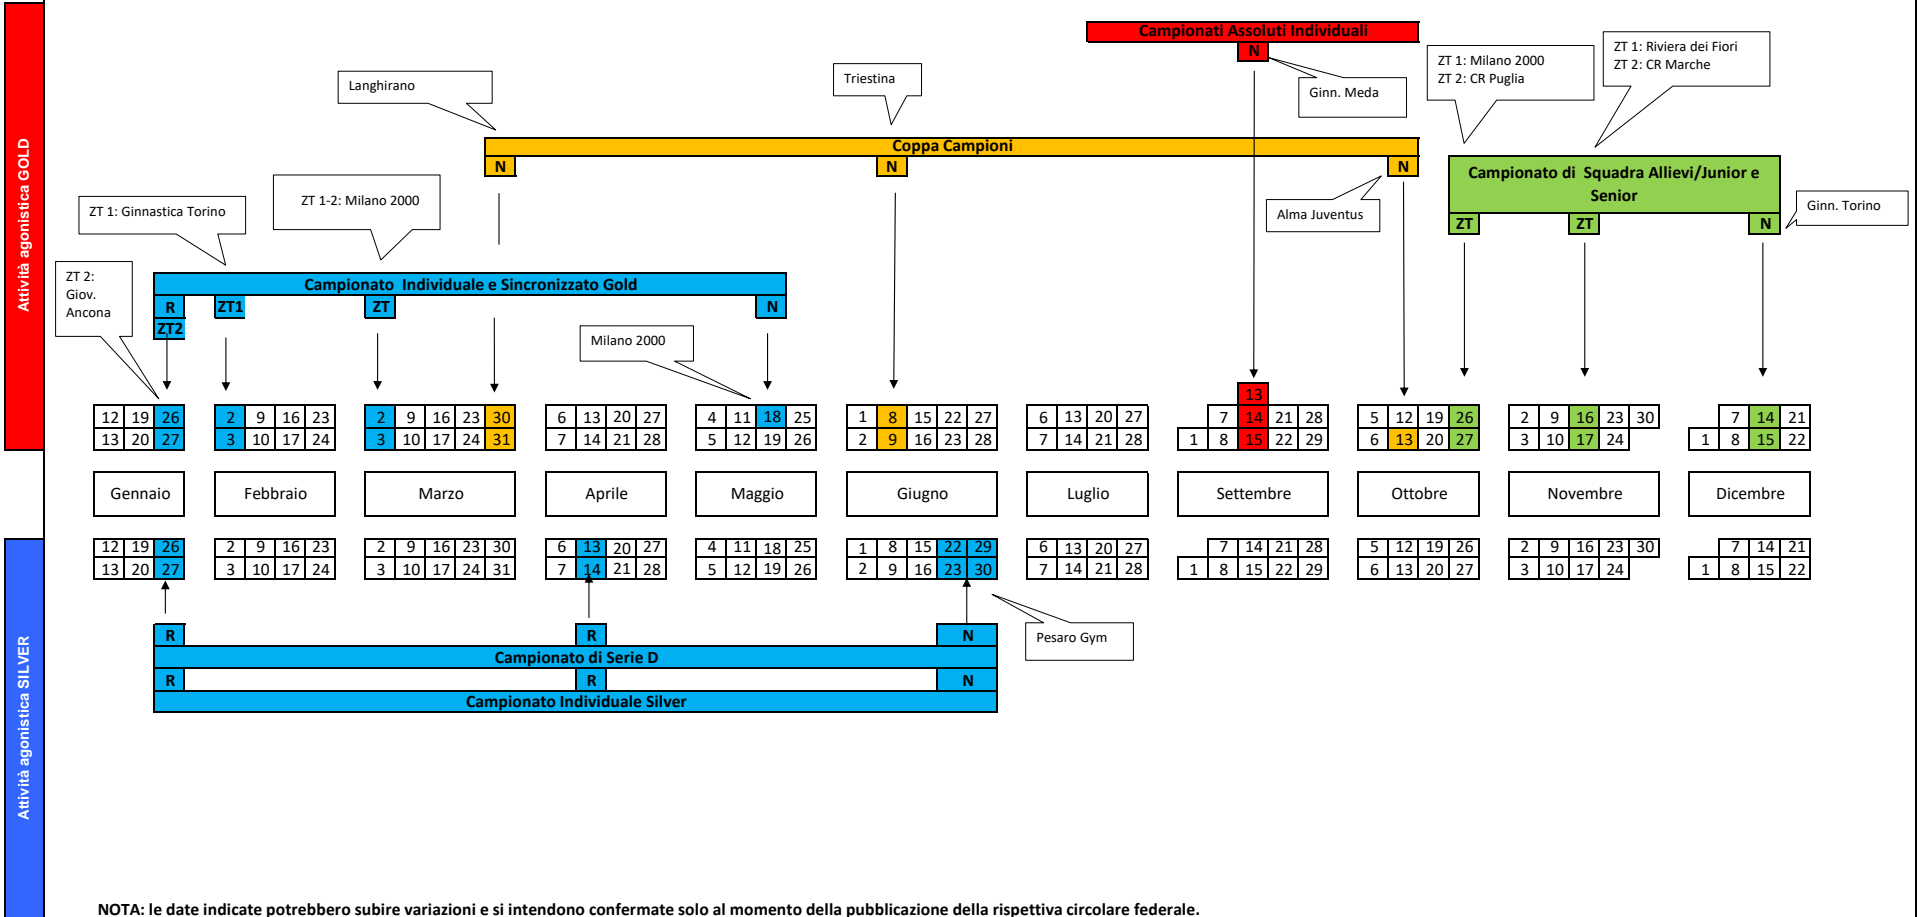 Campionati Assoluti Individuali
N
ZT 1: Riviera dei Fiori
ZT 2: CR Marche
ZT 1: Milano 2000
ZT 2: CR Puglia
Langhirano
Triestina
Ginn. Meda
Coppa Campioni
N N N
Campionato di Squadra Allievi/Junior e
Senior
ZT ZT N
ZT 1: Ginnastica Torino
ZT 1-2: Milano 2000
Alma Juventus
Ginn. Torino
ZT 2:
Giov.
Ancona
Campionato Individuale e Sincronizzato Gold
R ZT1 ZT N
ZT2
Milano 2000
Attività agonistica GOLD
13
12 19 26 2 9 16 23 2 9 16 23 30 6 13 20 27 4 11 18 25 1 8 15 22 27 6 13 20 27 7 14 21 28 5 12 19 26 2 9 16 23 30 7 14 21
13 20 27 3 10 17 24 3 10 17 24 31 7 14 21 28 5 12 19 26 2 9 16 23 28 7 14 21 28 1 8 15 22 29 6 13 20 27 3 10 17 24 1 8 15 22
Gennaio Febbraio Marzo Aprile Maggio Giugno Luglio Settembre Ottobre Novembre Dicembre
12 19 26 2 9 16 23 2 9 16 23 30 6 13 20 27 4 11 18 25 1 8 15 22 29 6 13 20 27 7 14 21 28 5 12 19 26 2 9 16 23 30 7 14 21
13 20 27 3 10 17 24 3 10 17 24 31 7 14 21 28 5 12 19 26 2 9 16 23 30 7 14 21 28 1 8 15 22 29 6 13 20 27 3 10 17 24 1 8 15 22
R R N
Pesaro Gym
Campionato di Serie D
R R N
Campionato Individuale Silver
Attività agonistica SILVER
NOTA: le date indicate potrebbero subire variazioni e si intendono confermate solo al momento della pubblicazione della rispettiva circolare federale.